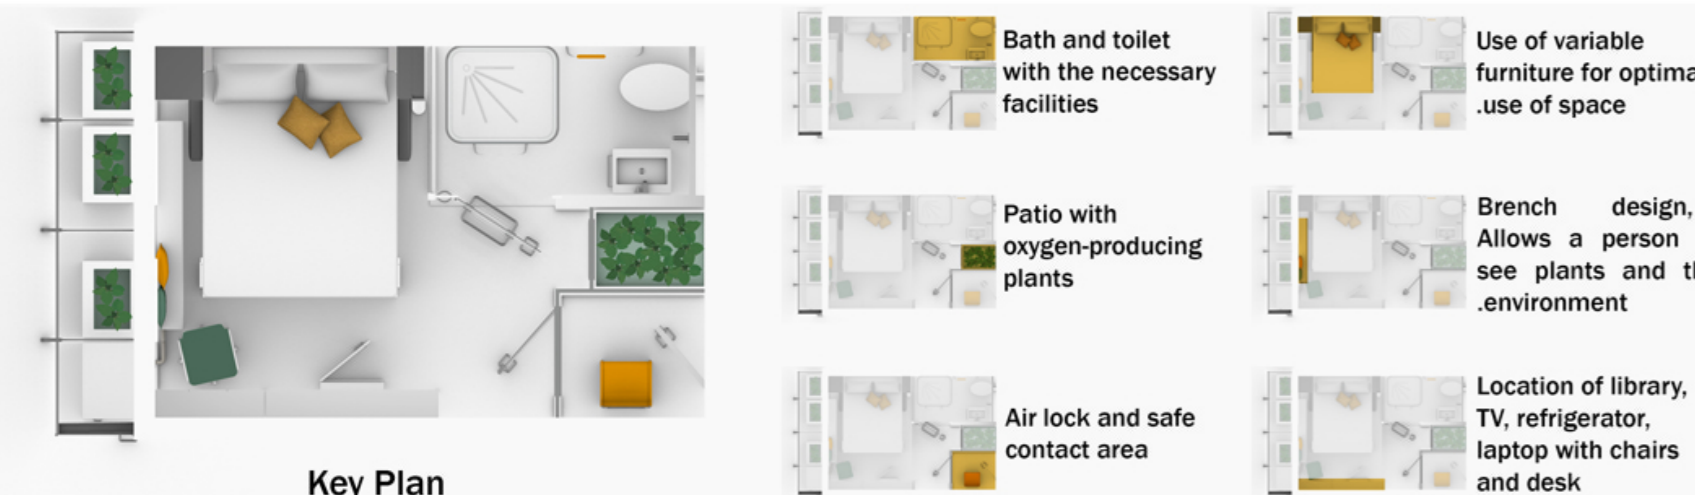 Bath and toilet
with the necessary
facilities
Use of variable
furniture for optima
.use of space
Patio with
oxygen-producing
plants
Brench design,
Allows a person
see plants and th
.environment
Air lock and safe
contact area
Location of library,
TV, refrigerator,
laptop with chairs
and desk
Key Plan